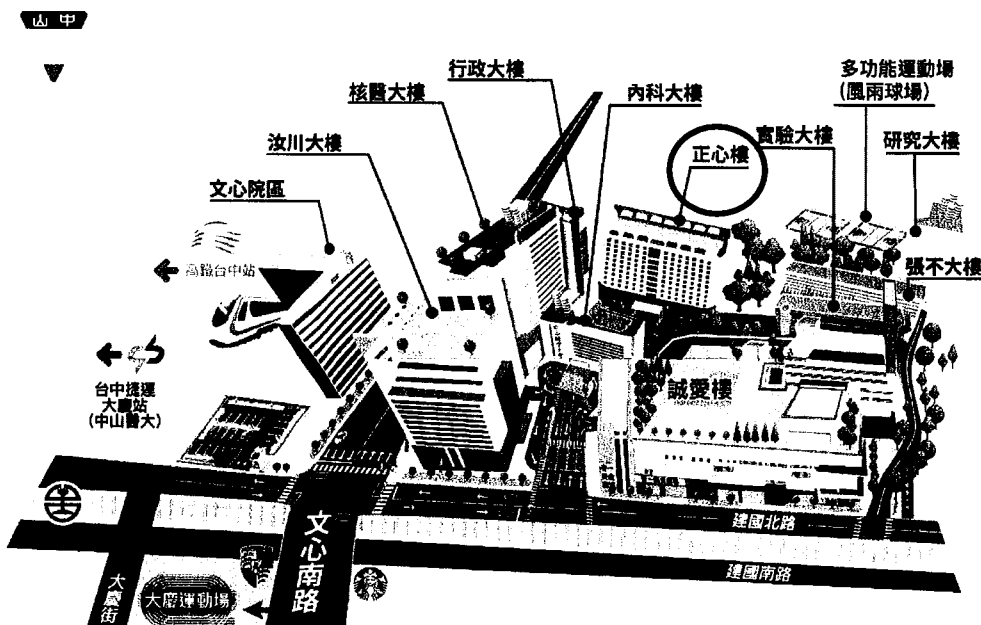 山中
行政大樓
核醫大樓
內科大樓
多功能運動場
(風雨球場)
汝川大樓
正心樓
實驗大樓
研究大樓
文心院區
高鐵台中站
張不大樓
台中捷運
大慶站
(中山醫大)
誠愛樓
建國北路
文心南路
建國南路
大慶街
大慶運動場